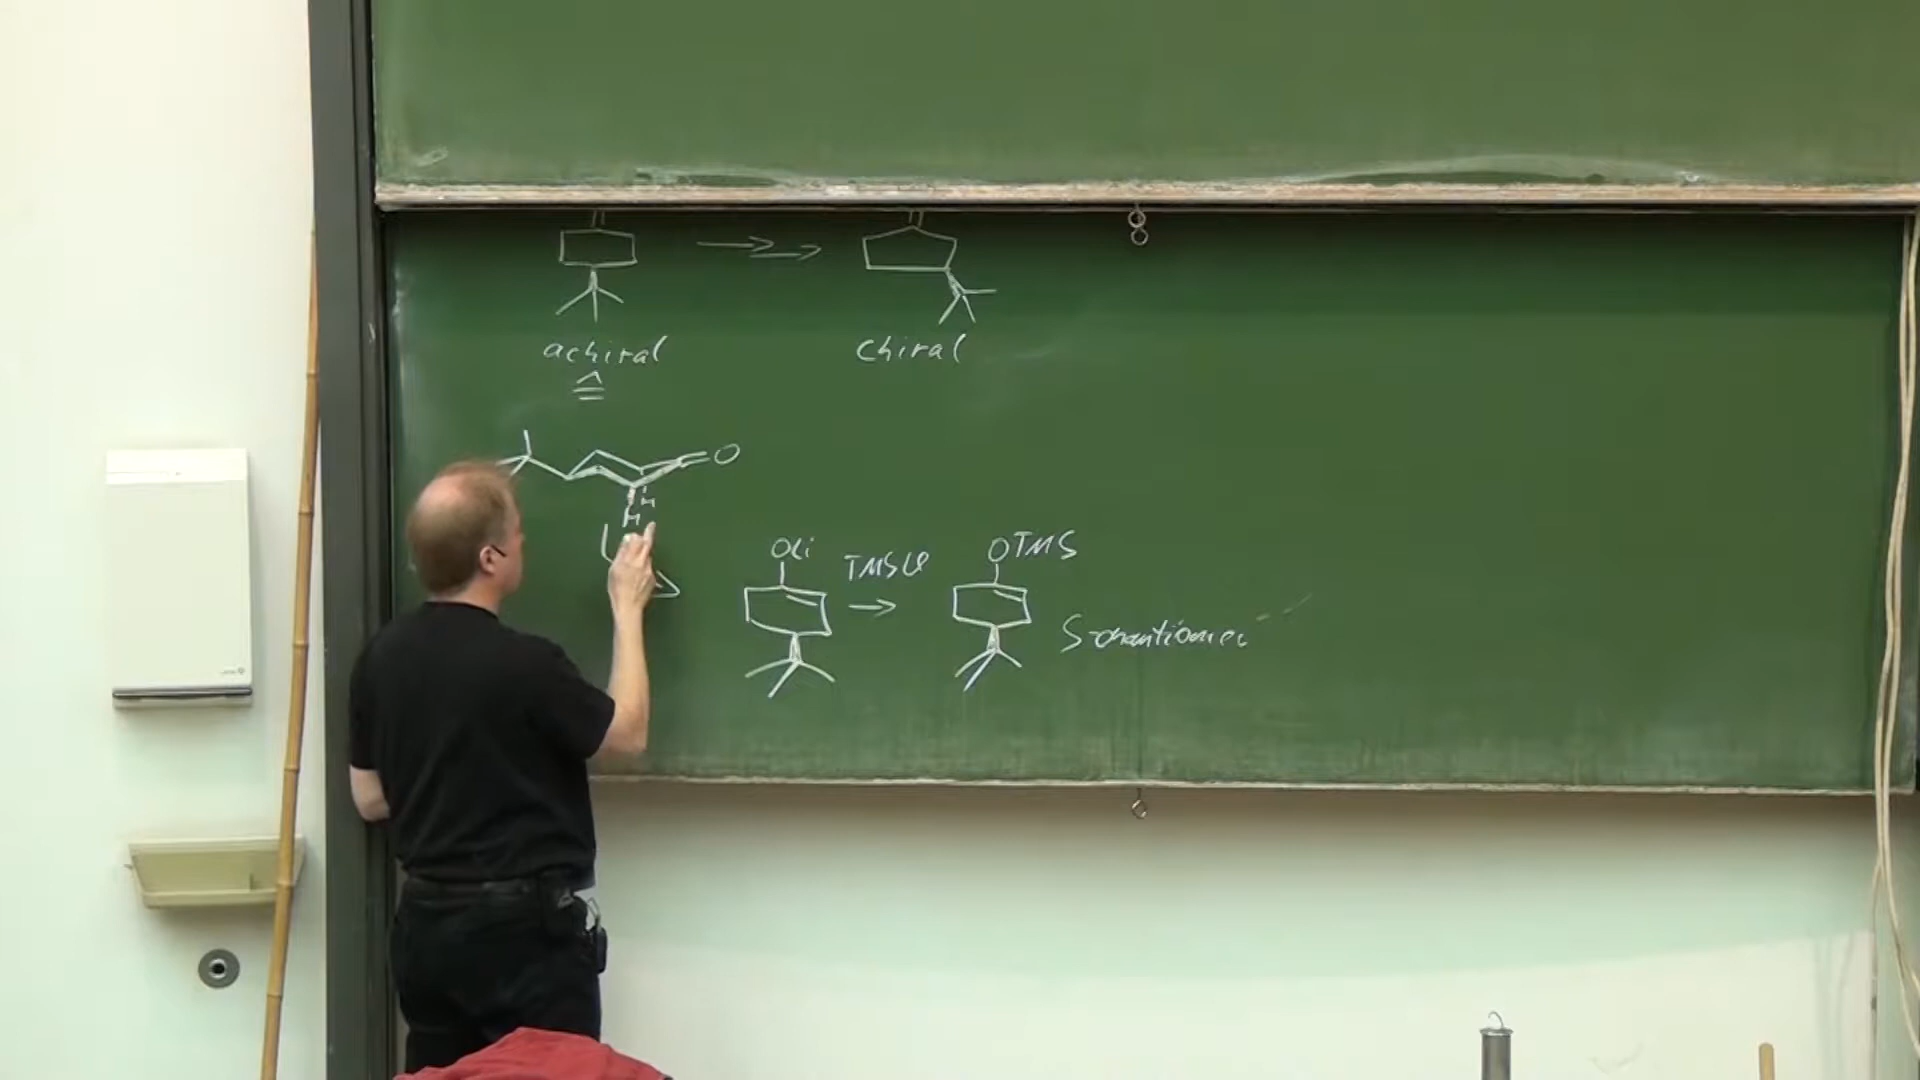 achiral
chiral
O
H
H
OLi
TMSCl
OTMS
S-enantiomer